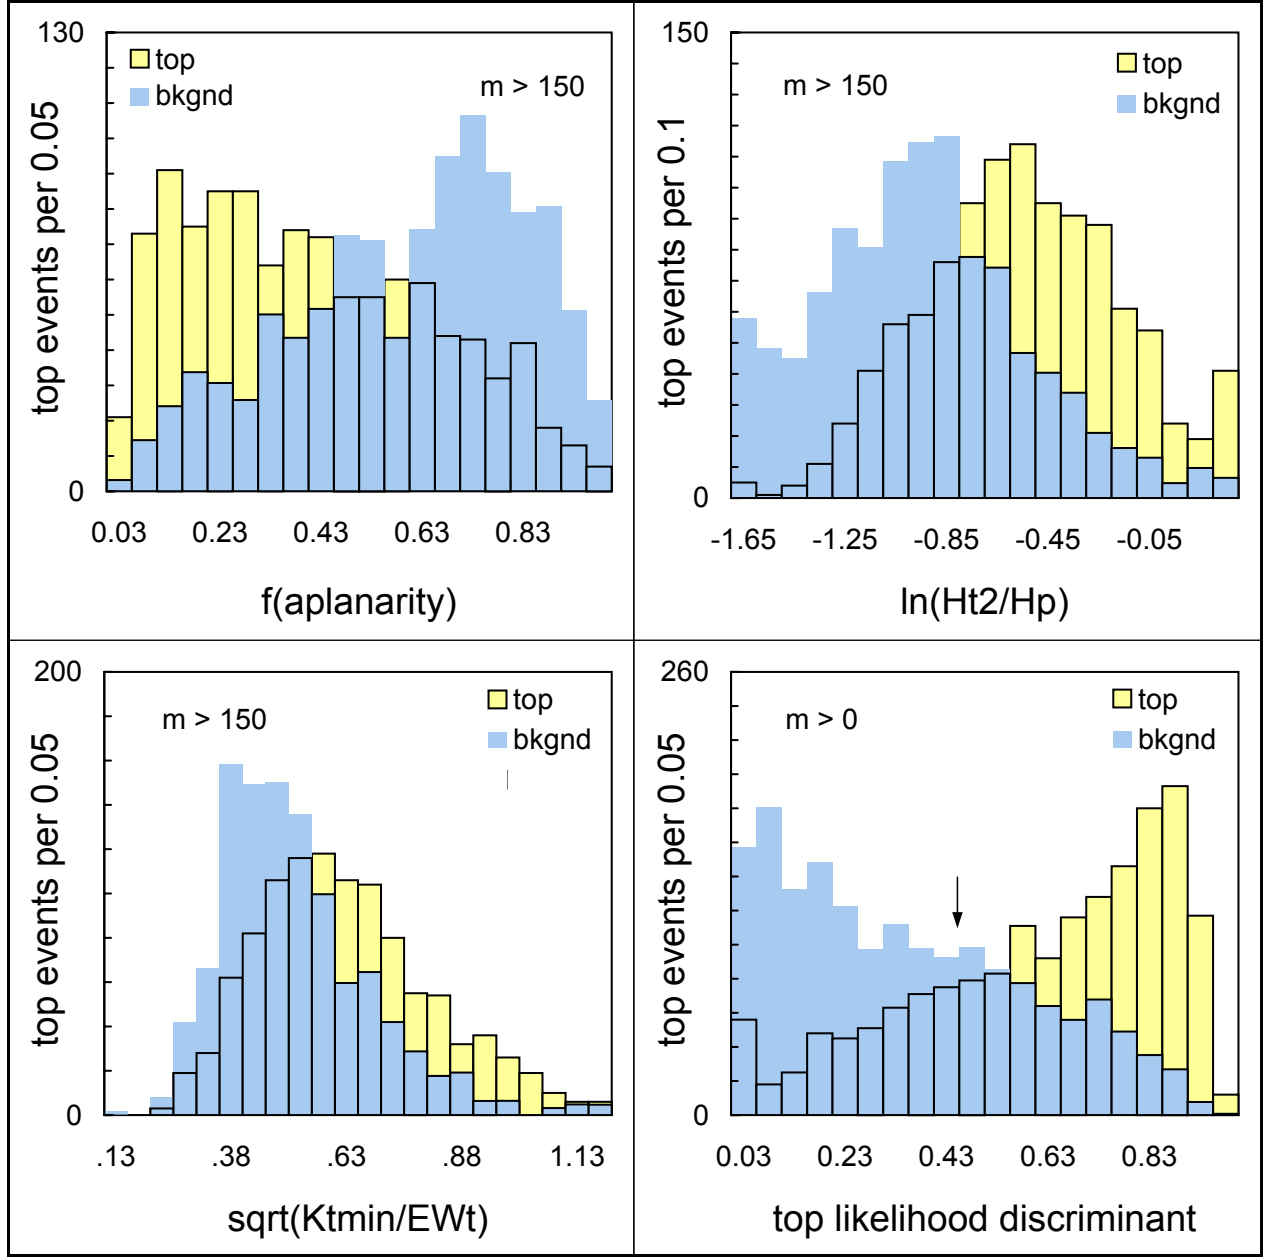 130
top
bkgnd
m > 150
top events per 0.05
0
0.03 0.23 0.43 0.63 0.83
f(aplanarity)
150
m > 150
top
bkgnd
top events per 0.1
0
-1.65 -1.25 -0.85 -0.45 -0.05
ln(Ht2/Hp)
200
m > 150
top
bkgnd
top events per 0.05
0
.13 .38 .63 .88 1.13
sqrt(Ktmin/EWt)
260
m > 0
top
bkgnd
top events per 0.05
0
0.03 0.23 0.43 0.63 0.83
top likelihood discriminant